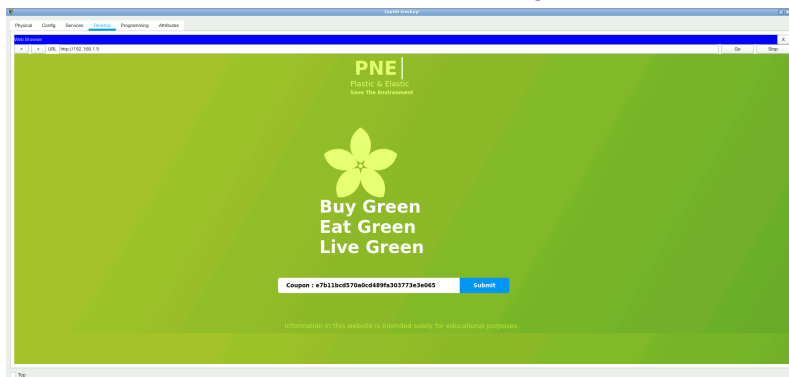 tapnh-backup
Physical Config Services Desktop Programming Attributes
Web Browser X
< > URL http://192.168.1.5 Go Stop
PNE
Plastic & Elastic
Save The Environment
Buy Green
Eat Green
Live Green
Coupon : e7b11bcd570a0cd489fa303773e3e065 Submit
Information in this website is intended solely for educational purposes.
Top